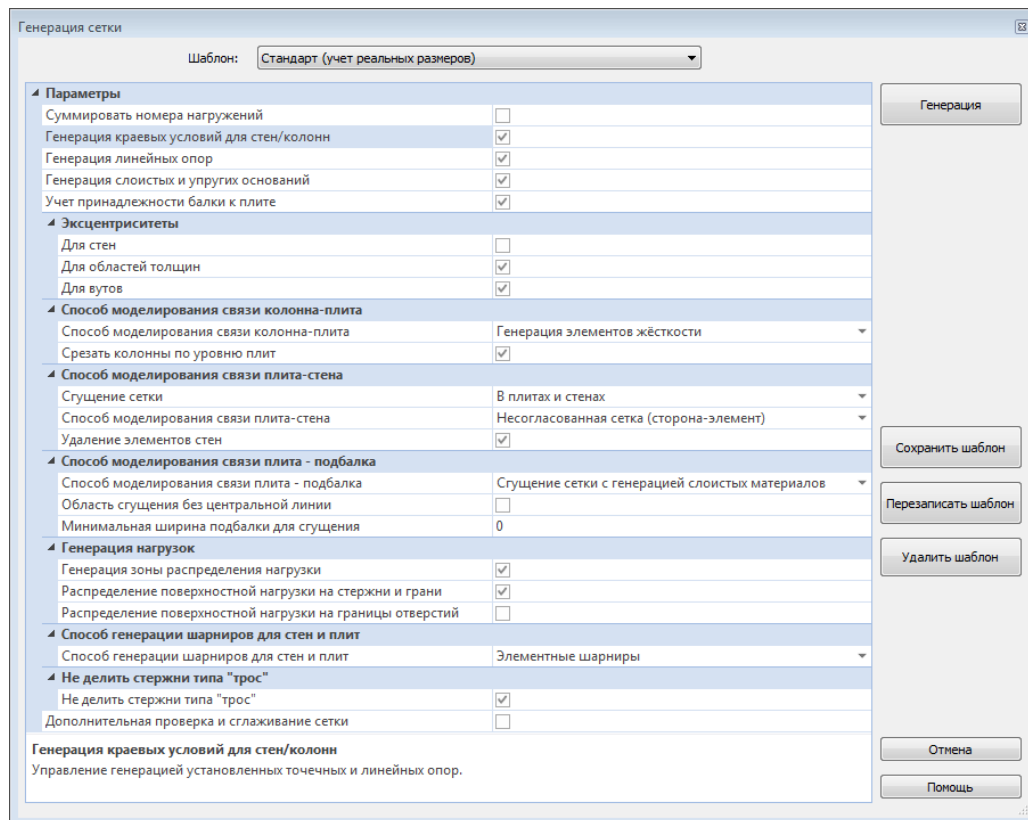 Генерация сетки
Шаблон: Стандарт (учет реальных размеров)
Параметры
Генерация
Суммировать номера нагружений
Генерация краевых условий для стен/колонн
Генерация линейных опор
Генерация слоистых и упругих оснований
Учет принадлежности балки к плите
Эксцентриситеты
Для стен
Для областей толщин
Для вутов
Способ моделирования связи колонна-плита
Способ моделирования связи колонна-плита Генерация элементов жёсткости
Срезать колонны по уровню плит
Способ моделирования связи плита-стена
Сгущение сетки В плитах и стенах
Способ моделирования связи плита-стена Несогласованная сетка (сторона-элемент)
Удаление элементов стен
Сохранить шаблон
Способ моделирования связи плита - подбалка
Способ моделирования связи плита - подбалка Сгущение сетки с генерацией слоистых материалов
Область сгущения без центральной линии
Перезаписать шаблон
Минимальная ширина подбалки для сгущения 0
Генерация нагрузок
Удалить шаблон
Генерация зоны распределения нагрузки
Распределение поверхностной нагрузки на стержни и грани
Распределение поверхностной нагрузки на границы отверстий
Способ генерации шарниров для стен и плит
Способ генерации шарниров для стен и плит Элементные шарниры
Не делить стержни типа "трос"
Не делить стержни типа "трос"
Дополнительная проверка и сглаживание сетки
Генерация краевых условий для стен/колонн
Управление генерацией установленных точечных и линейных опор.
Отмена
Помощь